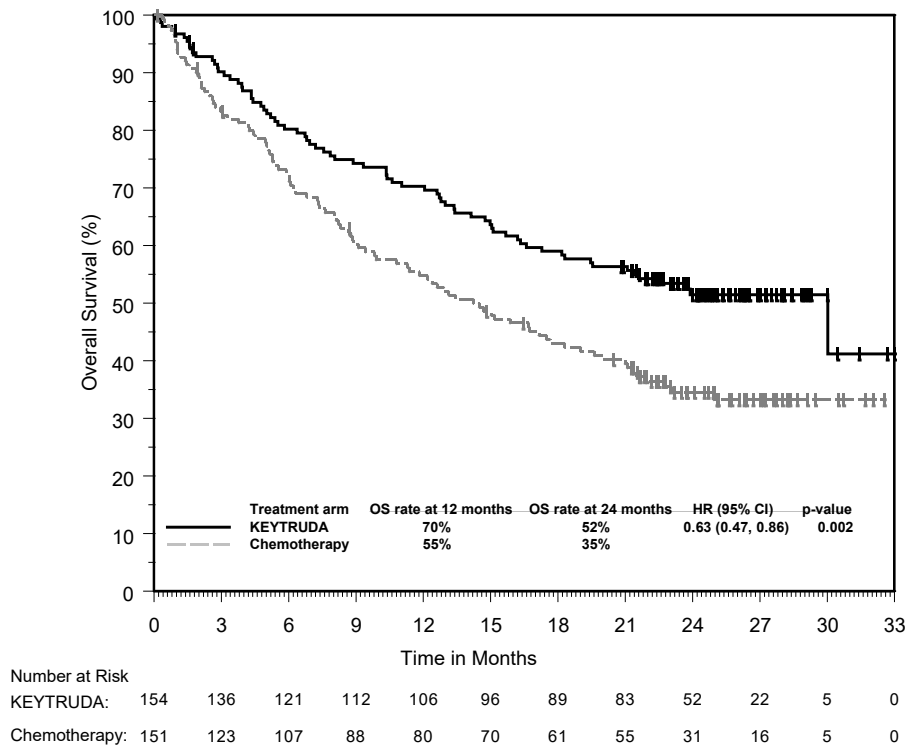 100
90
80
70
60
50
40
30
20
10
0
Overall Survival (%)
Treatment arm OS rate at 12 months OS rate at 24 months HR (95% CI) p-value
KEYTRUDA 70% 52% 0.63 (0.47, 0.86) 0.002
Chemotherapy 55% 35%
0 3 6 9 12 15 18 21 24 27 30 33
Time in Months
Number at Risk
KEYTRUDA: 154 136 121 112 106 96 89 83 52 22 5 0
Chemotherapy: 151 123 107 88 80 70 61 55 31 16 5 0